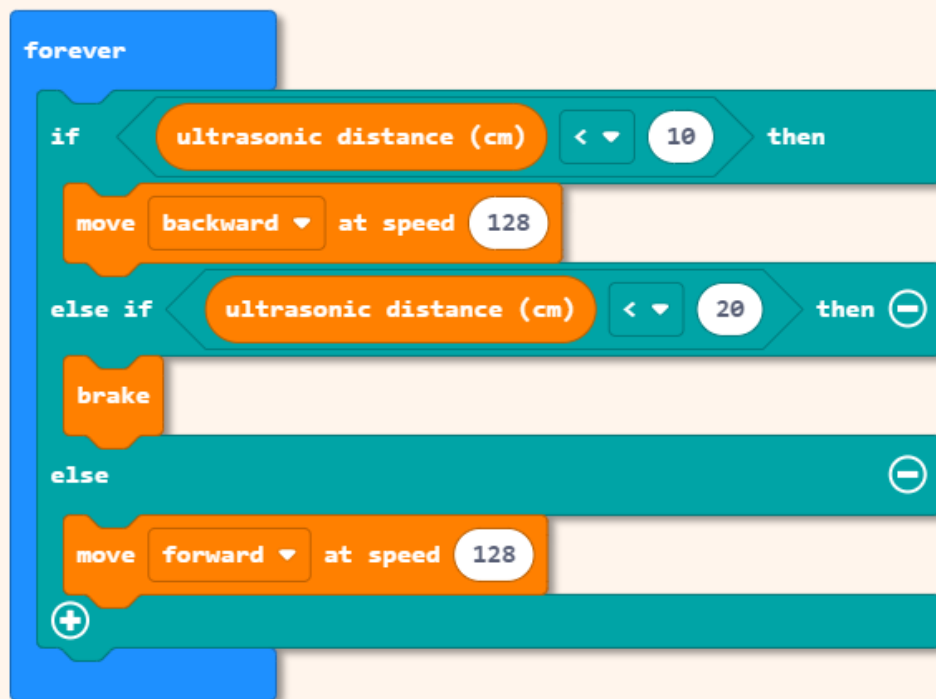 forever
if ultrasonic distance (cm) < 10 then
move backward at speed 128
else if ultrasonic distance (cm) < 20 then
brake
else
move forward at speed 128